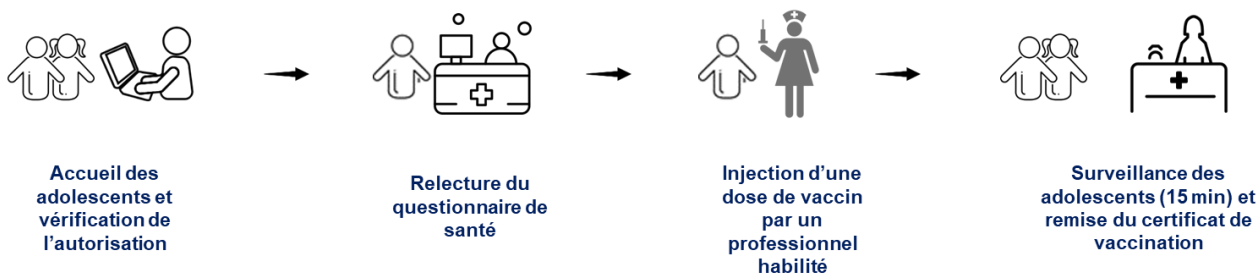 Accueil des
adolescents et
vérification de
l’autorisation
Relecture du
questionnaire de
santé
Injection d’une
dose de vaccin
par un
professionnel
habilité
Surveillance des
adolescents (15 min) et
remise du certificat de
vaccination